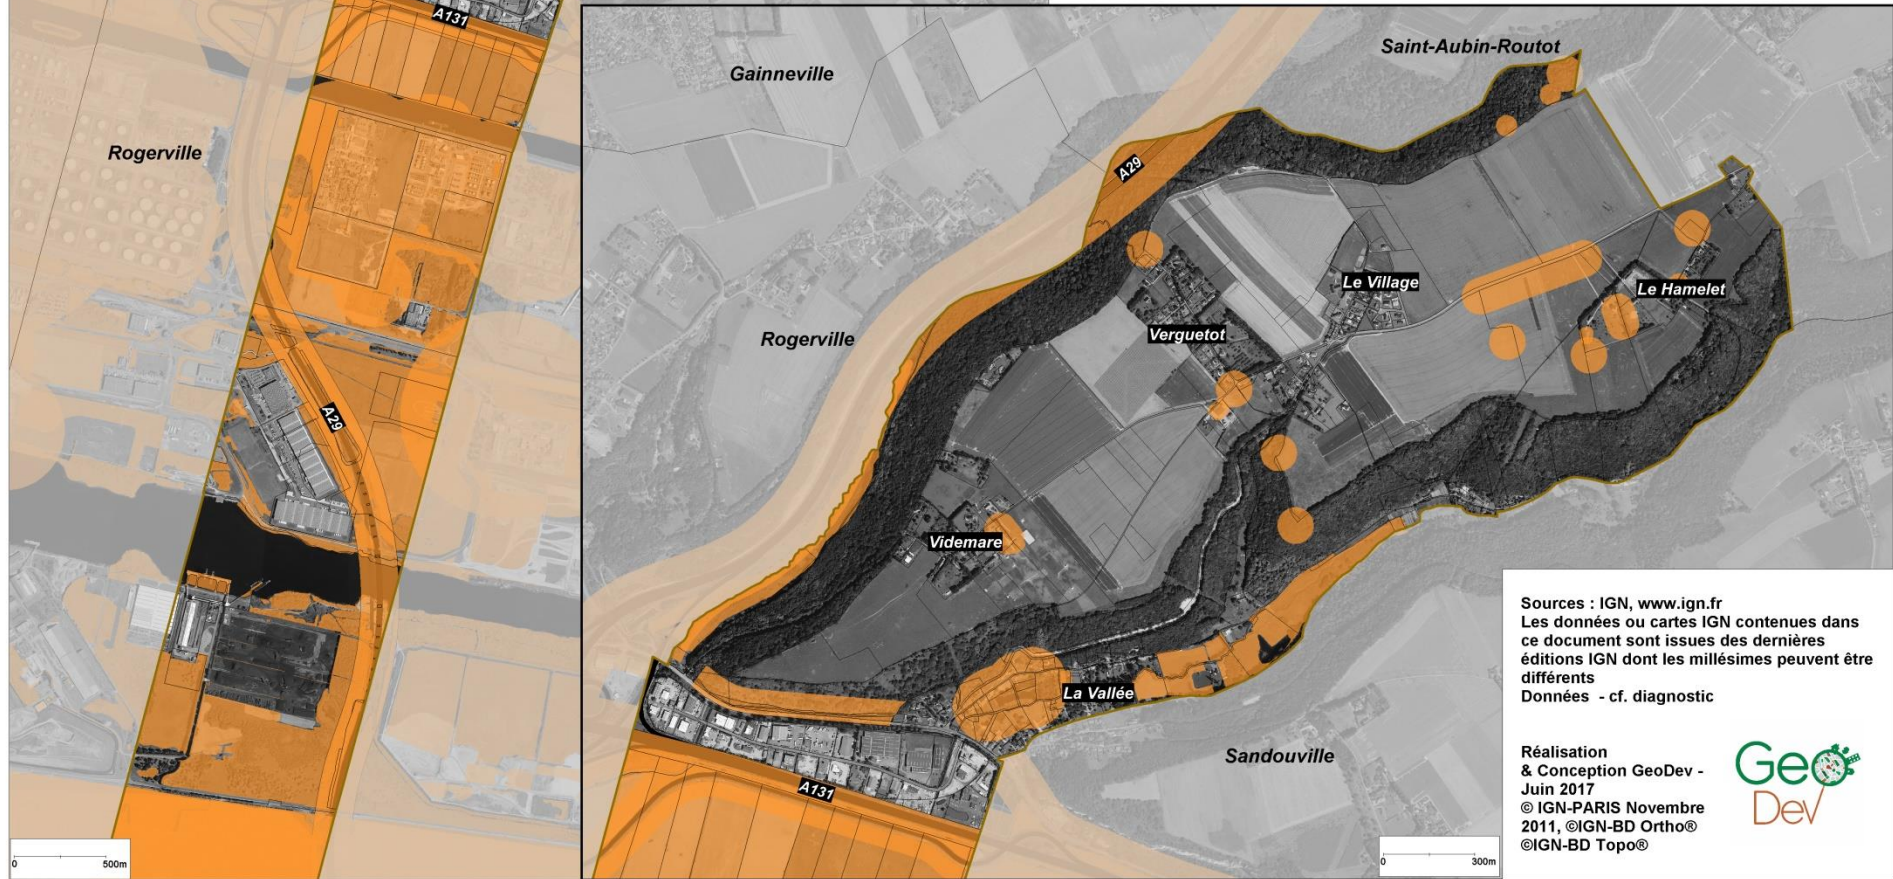 A131
Rogerville
A29
0
500m
Gainneville
Saint-Aubin-Routot
A29
Le Village
Le Hamelet
Rogerville
Verguetot
Videmare
La Vallée
Sandouville
A131
0
300m
Sources : IGN, www.ign.fr
Les données ou cartes IGN contenues dans
ce document sont issues des dernières
éditions IGN dont les millésimes peuvent être
différents
Données - cf. diagnostic
Réalisation
& Conception GeoDev -
Juin 2017
© IGN-PARIS Novembre
2011, ©IGN-BD Ortho®
©IGN-BD Topo®
Geo
Dev